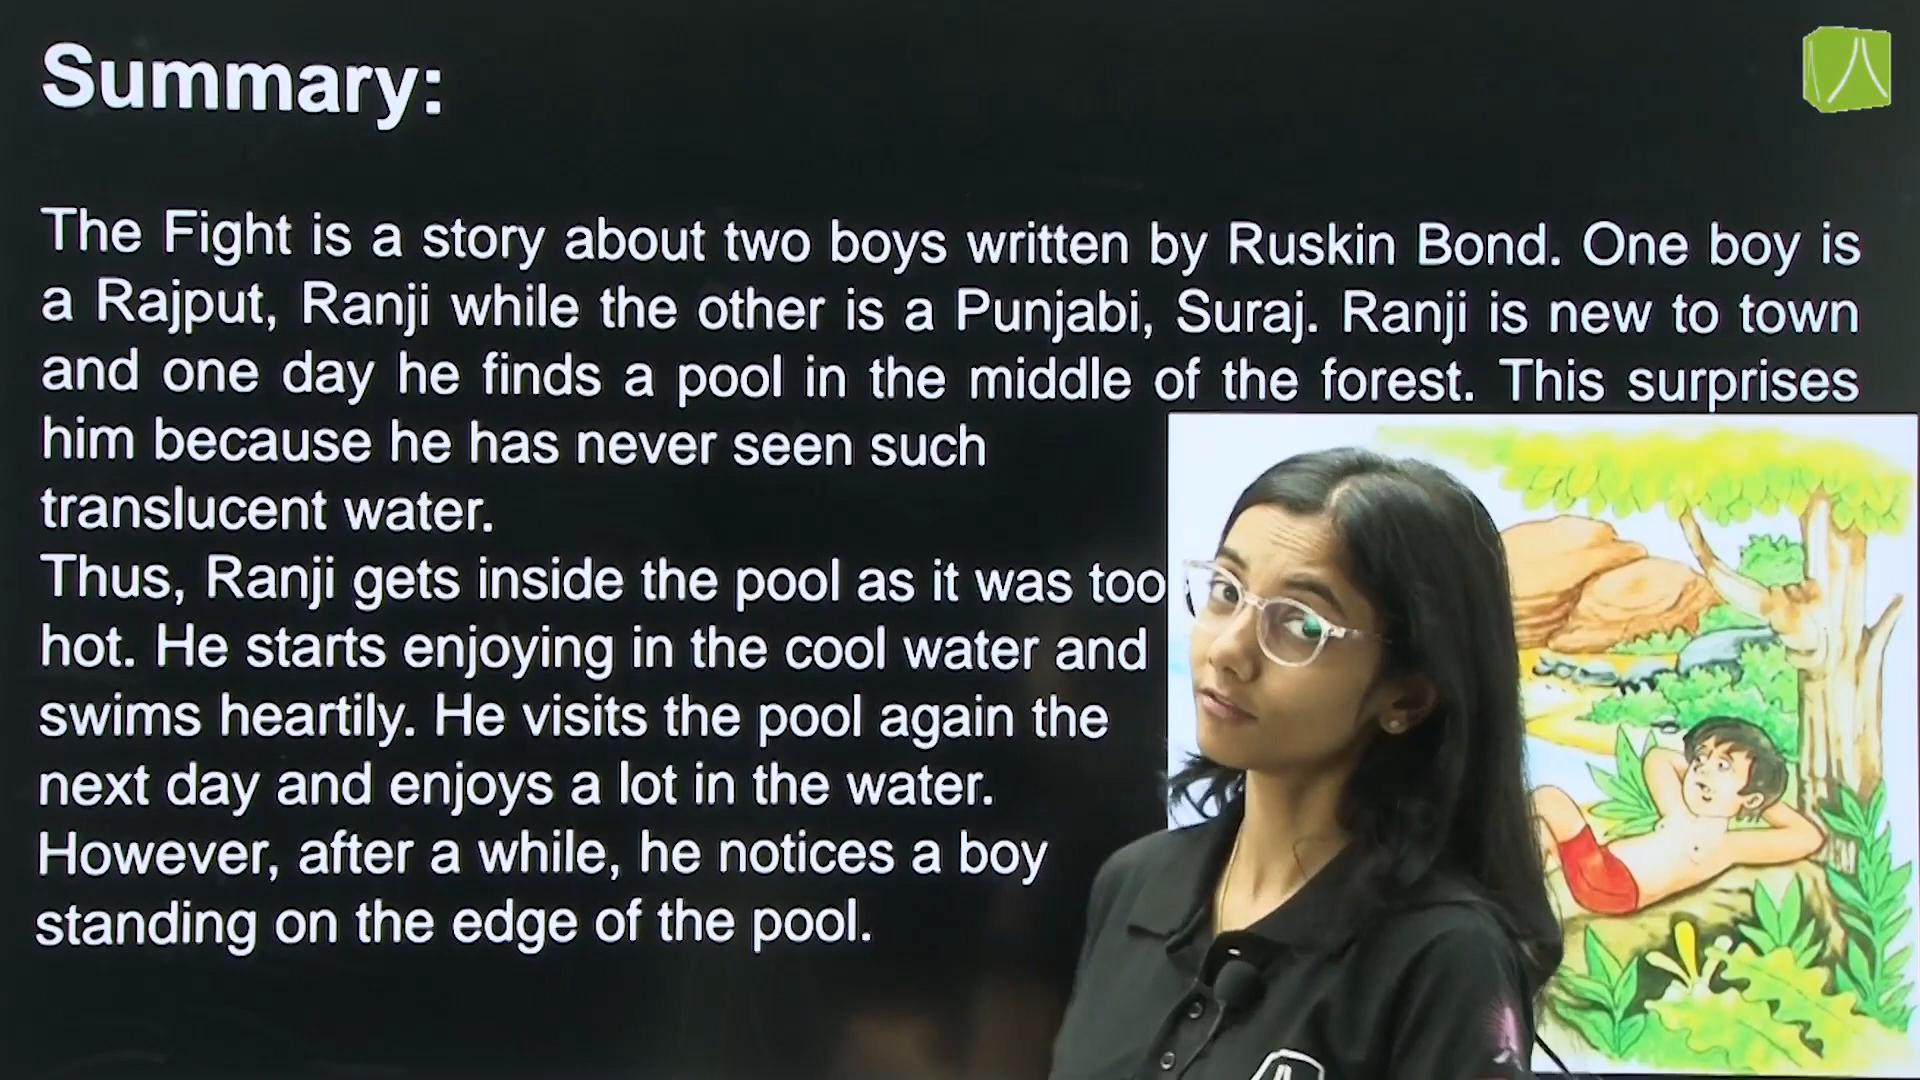 Summary:
The Fight is a story about two boys written by Ruskin Bond. One boy is
a Rajput, Ranji while the other is a Punjabi, Suraj. Ranji is new to town
and one day he finds a pool in the middle of the forest. This surprises
him because he has never seen such
translucent water.
Thus, Ranji gets inside the pool as it was too
hot. He starts enjoying in the cool water and
swims heartily. He visits the pool again the
next day and enjoys a lot in the water.
However, after a while, he notices a boy
standing on the edge of the pool.